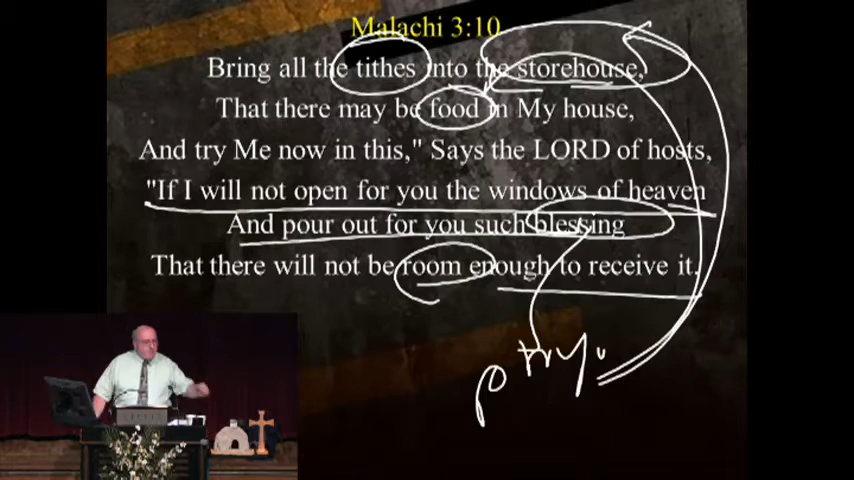 Malachi 3:10
Bring all the tithes into the storehouse,
That there may be food in My house,
And try Me now in this," Says the LORD of hosts,
"If I will not open for you the windows of heaven
And pour out for you such blessing
That there will not be room enough to receive it.